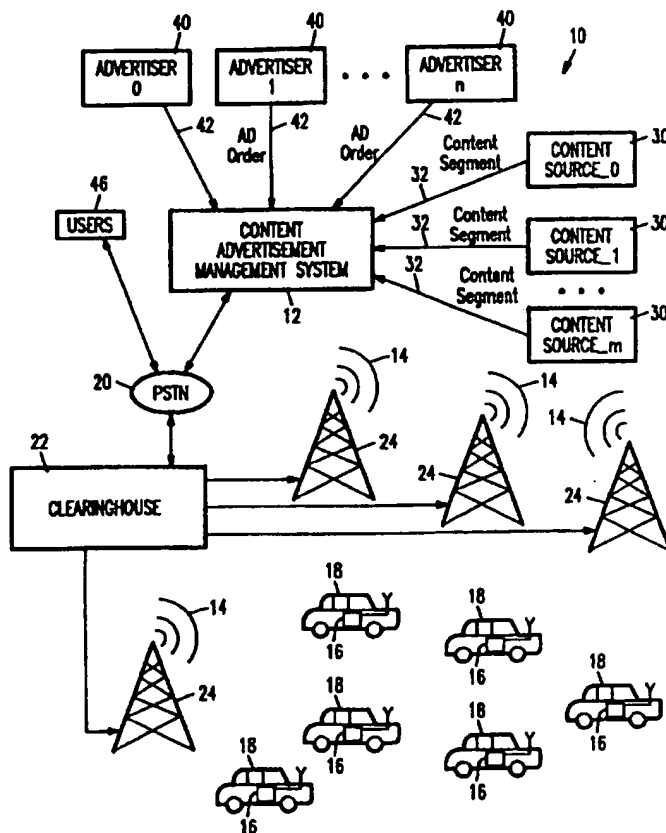 40 40 40 10
ADVERTISER 0
ADVERTISER 1
. . .
ADVERTISER n
42 42 42
AD Order
AD Order
Content Segment
32
30
CONTENT SOURCE_0
46
USERS
CONTENT ADVERTISEMENT MANAGEMENT SYSTEM
12
Content Segment
32
30
CONTENT SOURCE_1
. . .
Content Segment
32
30
CONTENT SOURCE_m
20
PSTN
14 14 14
22
CLEARINGHOUSE
24 24 24
14
24
18 16
18 16
18 16
18 16
18 16
18 16